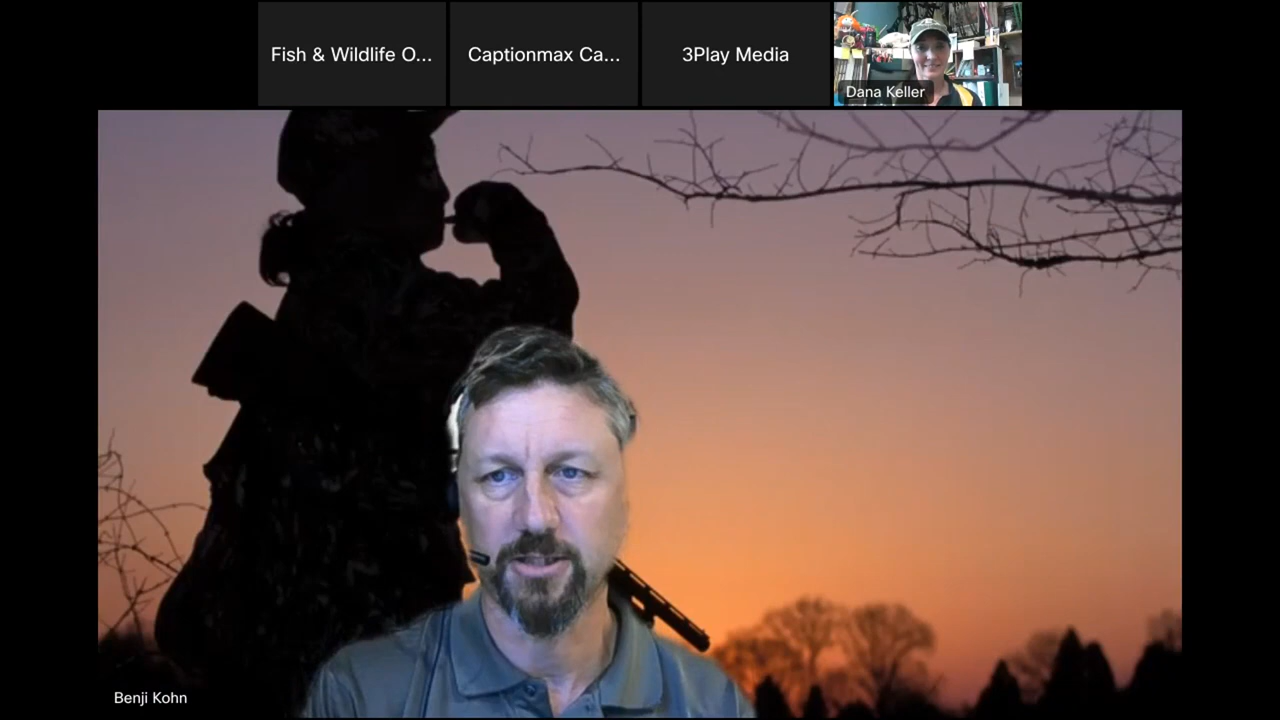 Fish & Wildlife O...
Captionmax Ca...
3Play Media
Dana Keller
Benji Kohn